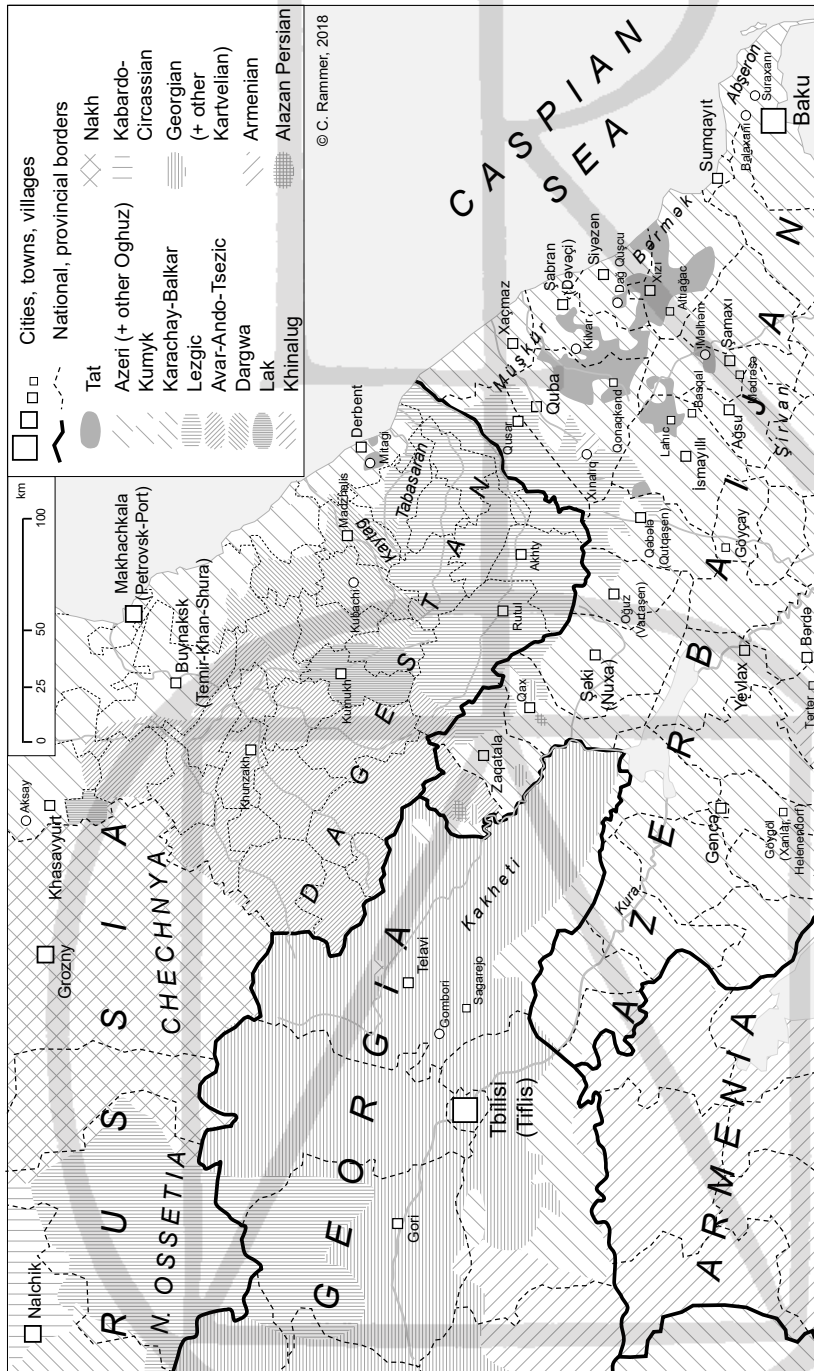 Cities, towns, villages
National, provincial borders
Tat
Azeri (+ other Oghuz)
Kumyk
Karachay-Balkar
Lezgic
Avar-Ando-Tsezic
Dargwa
Lak
Khinalug
Nakh
Kabardo-
Circassian
Georgian
(+ other
Kartvelian)
Armenian
Alazan Persian
© C. Rammer, 2018
0
25
50
100
km
RUSSIA
N. OSSETIA
CHECHNYA
DAGESTAN
GEORGIA
ARMENIA
AZERBAIJAN
CASPIAN
SEA
Nalchik
Grozny
Khasavyurt
Aksay
Makhachkala
(Petrovsk-Port)
Buynaksk
(Temir-Khan-Shura)
Khunzakh
Kumukh
Kubachi
Madzhalis
Kaytag
Tabasaran
Derbent
Mitagi
Rutul
Akhty
Gori
Tbilisi
(Tiflis)
Gombori
Telavi
Sagarejo
Kakheti
Kura
Zaqatala
Qax
Şəki
(Nuxa)
Oğuz
(Vadaşen)
Qəbələ
(Qutqaşen)
Xınalıq
Qusar
Quba
Xaçmaz
Müşkür
Şabran
(Dəvəçi)
Siyəzən
Kilvar
Dağ Quşçu
Bərmək
Xızı
Altıağac
Qonaqkənd
Lahıc
Basqal
İsmayıllı
Məlhəm
Şamaxı
Mədrəsə
Ağsu
Şirvan
Göyçay
Sumqayıt
Abşeron
Balaxanı
Suraxanı
Baku
Yevlax
Bərdə
Tərtər
Gəncə
Göygöl
(Xanlar,
Helenendorf)